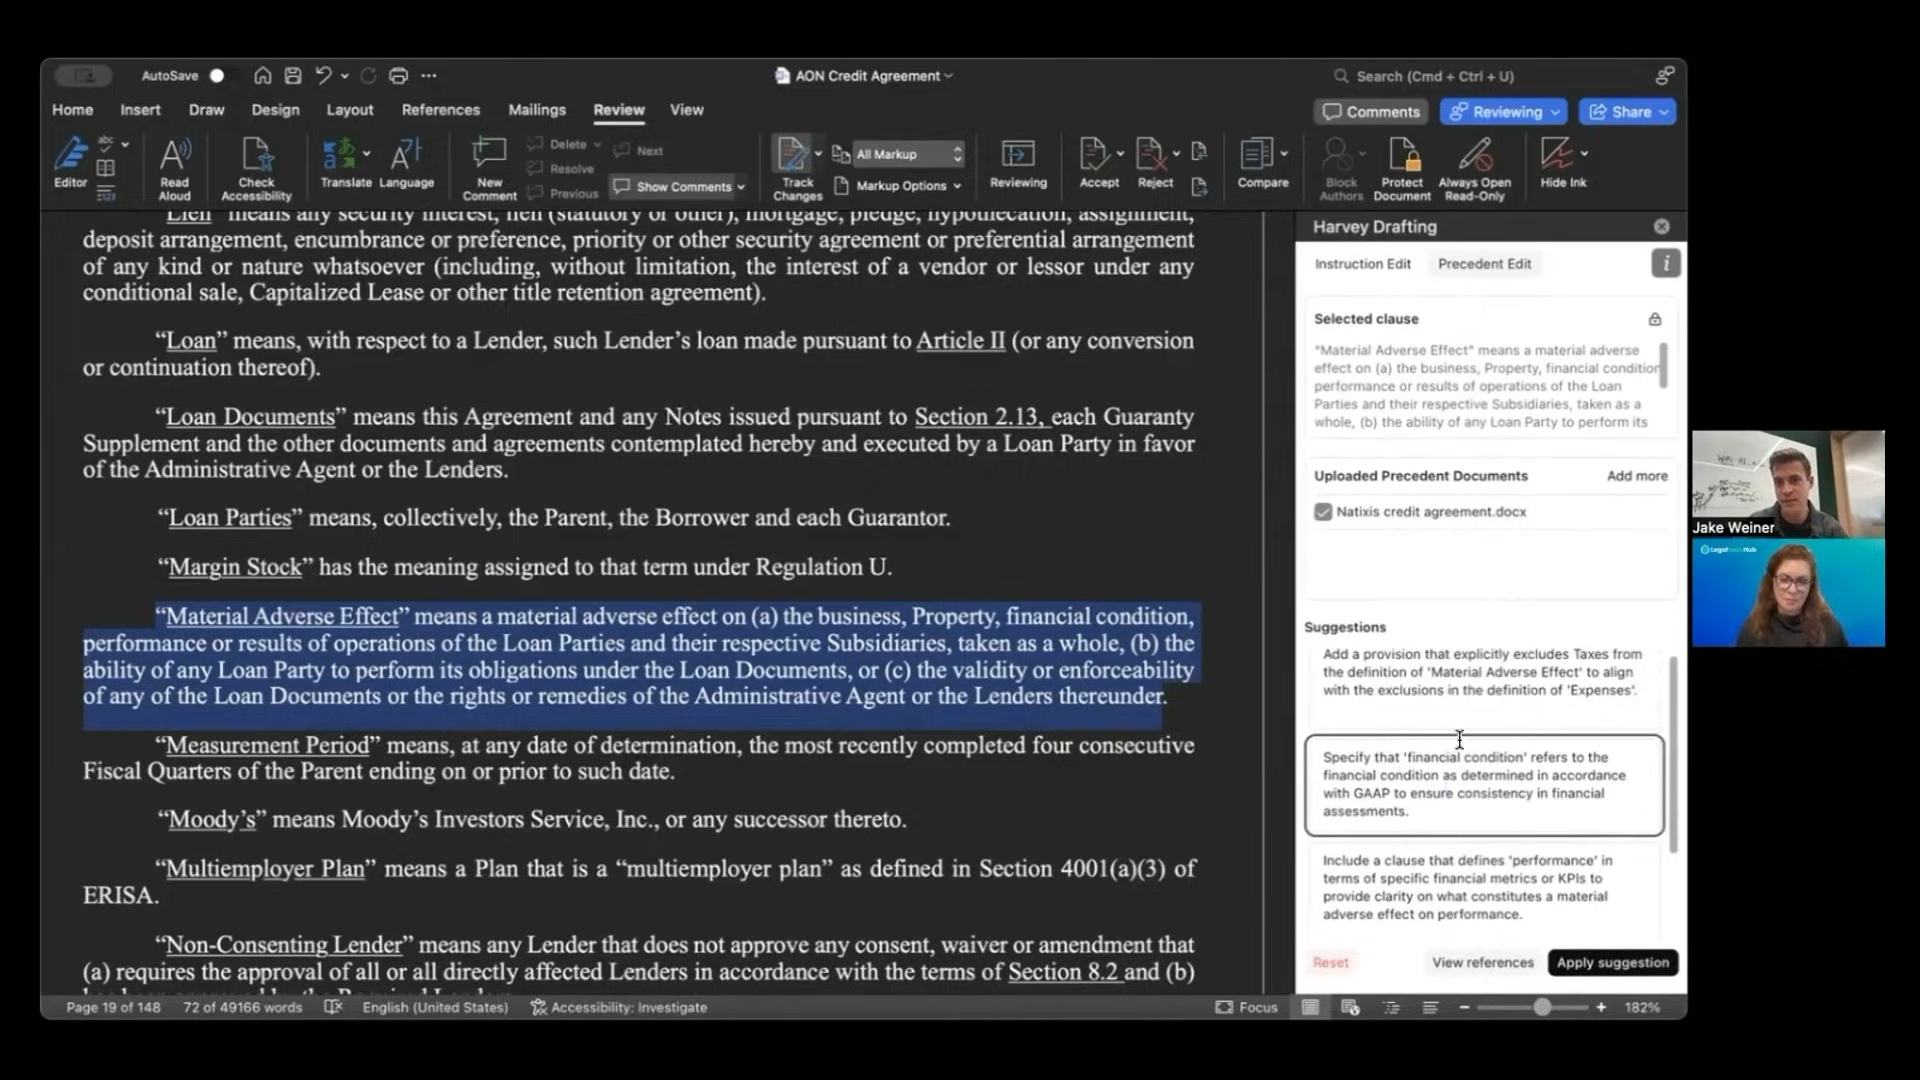 AutoSave
AON Credit Agreement
Search (Cmd + Ctrl + U)
Home Insert Draw Design Layout References Mailings Review View
Comments Reviewing Share
Editor
Read Aloud
Check Accessibility
Translate
Language
New Comment
Delete
Resolve
Previous
Next
Show Comments
Track Changes
All Markup
Markup Options
Reviewing
Accept
Reject
Compare
Block Authors
Protect Document
Always Open Read-Only
Hide Ink
“Lien” means any security interest, lien (statutory or other), mortgage, pledge, hypothecation, assignment,
deposit arrangement, encumbrance or preference, priority or other security agreement or preferential arrangement
of any kind or nature whatsoever (including, without limitation, the interest of a vendor or lessor under any
conditional sale, Capitalized Lease or other title retention agreement).
“Loan” means, with respect to a Lender, such Lender’s loan made pursuant to Article II (or any conversion
or continuation thereof).
“Loan Documents” means this Agreement and any Notes issued pursuant to Section 2.13, each Guaranty
Supplement and the other documents and agreements contemplated hereby and executed by a Loan Party in favor
of the Administrative Agent or the Lenders.
“Loan Parties” means, collectively, the Parent, the Borrower and each Guarantor.
“Margin Stock” has the meaning assigned to that term under Regulation U.
“Material Adverse Effect” means a material adverse effect on (a) the business, Property, financial condition,
performance or results of operations of the Loan Parties and their respective Subsidiaries, taken as a whole, (b) the
ability of any Loan Party to perform its obligations under the Loan Documents, or (c) the validity or enforceability
of any of the Loan Documents or the rights or remedies of the Administrative Agent or the Lenders thereunder.
“Measurement Period” means, at any date of determination, the most recently completed four consecutive
Fiscal Quarters of the Parent ending on or prior to such date.
“Moody’s” means Moody’s Investors Service, Inc., or any successor thereto.
“Multiemployer Plan” means a Plan that is a “multiemployer plan” as defined in Section 4001(a)(3) of
ERISA.
“Non-Consenting Lender” means any Lender that does not approve any consent, waiver or amendment that
(a) requires the approval of all or all directly affected Lenders in accordance with the terms of Section 8.2 and (b)
Harvey Drafting
Instruction Edit Precedent Edit
Selected clause
"Material Adverse Effect" means a material adverse
effect on (a) the business, Property, financial condition
performance or results of operations of the Loan
Parties and their respective Subsidiaries, taken as a
whole, (b) the ability of any Loan Party to perform its
Uploaded Precedent Documents Add more
Natixis credit agreement.docx
Suggestions
Add a provision that explicitly excludes Taxes from
the definition of 'Material Adverse Effect' to align
with the exclusions in the definition of 'Expenses'.
Specify that 'financial condition' refers to the
financial condition as determined in accordance
with GAAP to ensure consistency in financial
assessments.
Include a clause that defines 'performance' in
terms of specific financial metrics or KPIs to
provide clarity on what constitutes a material
adverse effect on performance.
Reset View references Apply suggestion
Page 19 of 148 72 of 49166 words English (United States) Accessibility: Investigate Focus 182%
Jake Weiner
Legaltech Hub